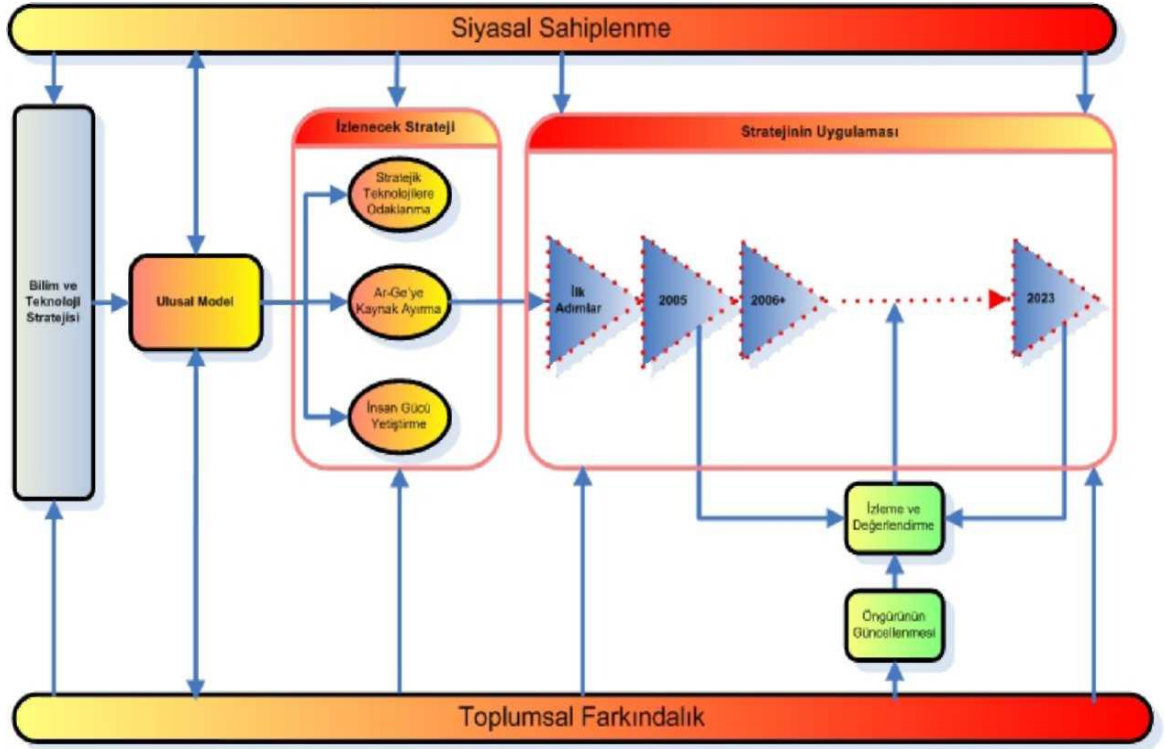 Siyasal Sahiplenme
İzlenecek Strateji
Stratejinin Uygulaması
Stratejik
Teknolojilere
Odaklanma
Bilim ve
Teknoloji
Stratejisi
Ulusal Model
Ar-Ge'ye
Kaynak Ayırma
İlk
Adımlar
2005
2006+
2023
İnsan Gücü
Yetiştirme
İzleme ve
Değerlendirme
Öngürünün
Güncellenmesi
Toplumsal Farkındalık